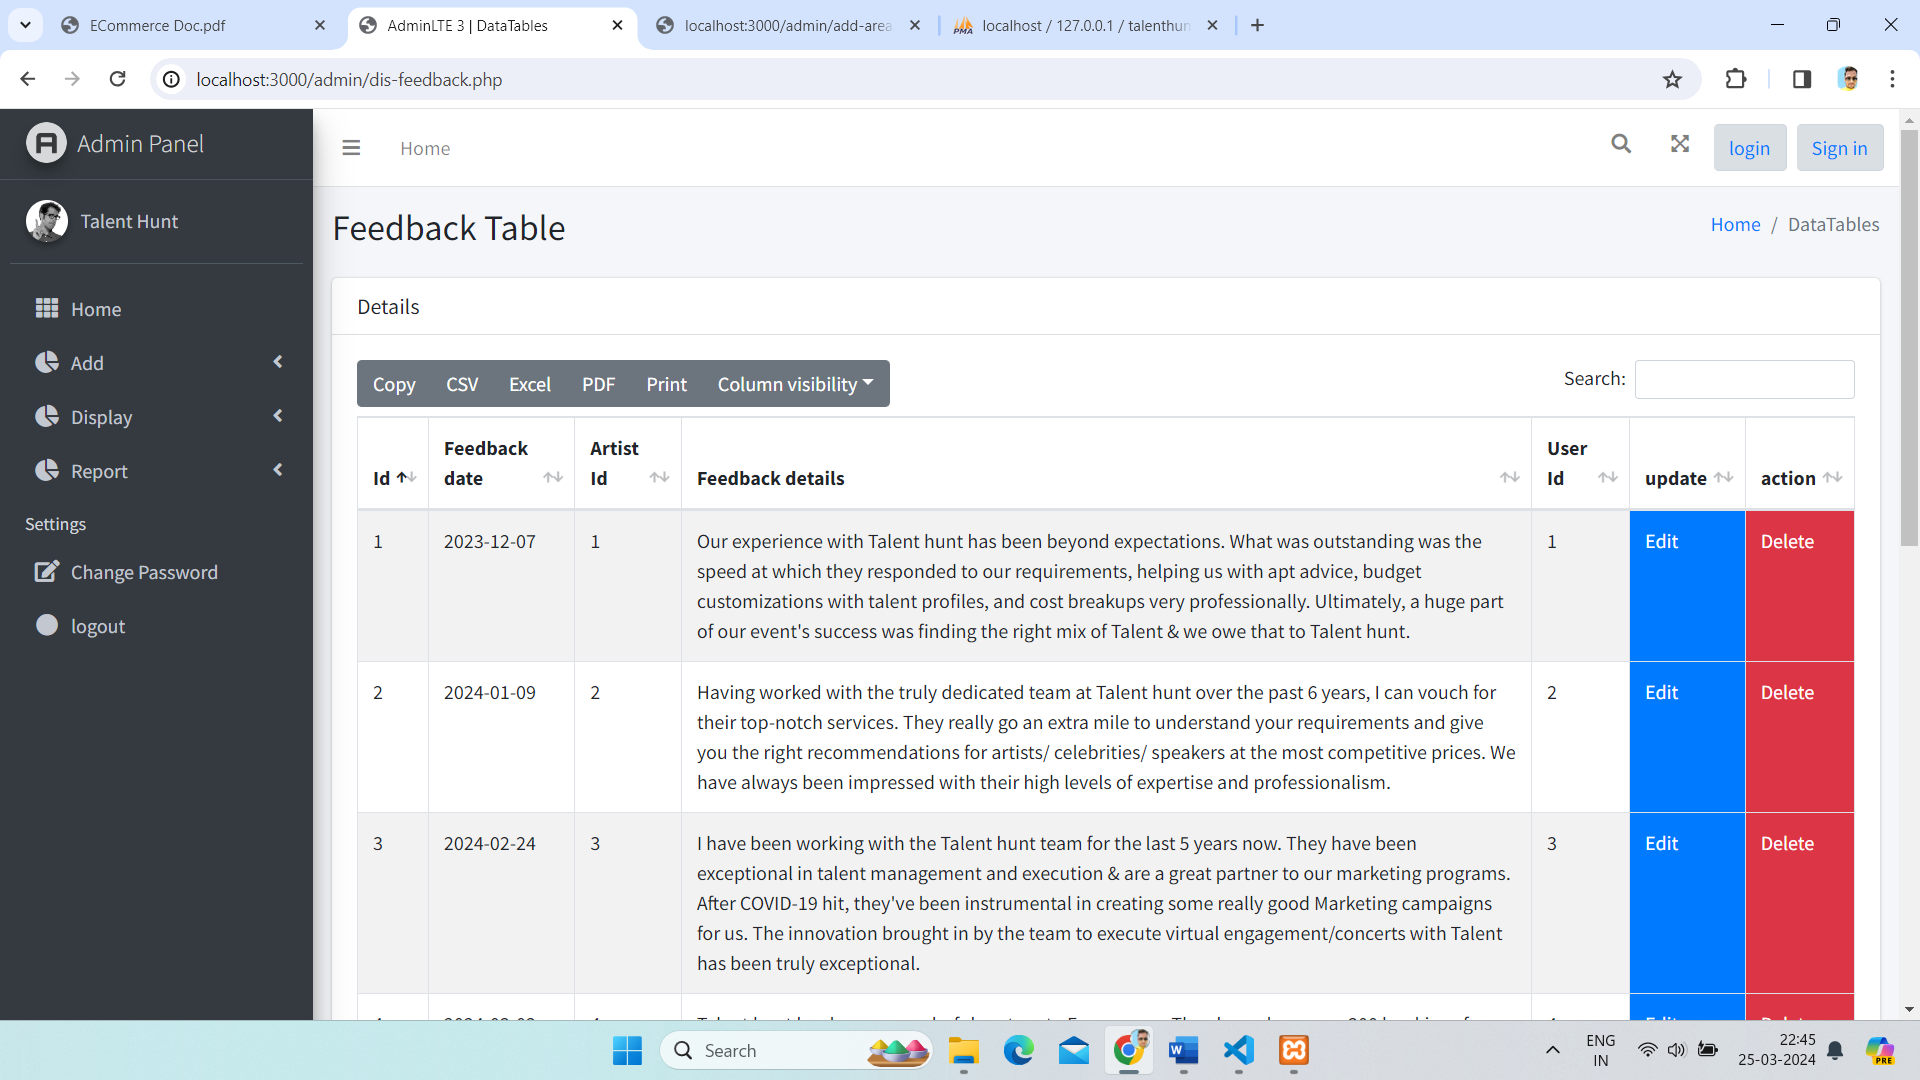 ECommerce Doc.pdf
AdminLTE 3 | DataTables
localhost:3000/admin/add-area
localhost / 127.0.0.1 / talenthun
localhost:3000/admin/dis-feedback.php
Admin Panel
Home
login
Sign in
Talent Hunt
Feedback Table
Home / DataTables
Home
Add
Display
Report
Settings
Change Password
logout
Details
Copy CSV Excel PDF Print Column visibility
Search:
Id Feedback date Artist Id Feedback details User Id update action
1 2023-12-07 1 Our experience with Talent hunt has been beyond expectations. What was outstanding was the 1 Edit Delete
speed at which they responded to our requirements, helping us with apt advice, budget
customizations with talent profiles, and cost breakups very professionally. Ultimately, a huge part
of our event's success was finding the right mix of Talent & we owe that to Talent hunt.
2 2024-01-09 2 Having worked with the truly dedicated team at Talent hunt over the past 6 years, I can vouch for 2 Edit Delete
their top-notch services. They really go an extra mile to understand your requirements and give
you the right recommendations for artists/ celebrities/ speakers at the most competitive prices. We
have always been impressed with their high levels of expertise and professionalism.
3 2024-02-24 3 I have been working with the Talent hunt team for the last 5 years now. They have been 3 Edit Delete
exceptional in talent management and execution & are a great partner to our marketing programs.
After COVID-19 hit, they've been instrumental in creating some really good Marketing campaigns
for us. The innovation brought in by the team to execute virtual engagement/concerts with Talent
has been truly exceptional.
Search
ENG
IN
22:45
25-03-2024
PRE